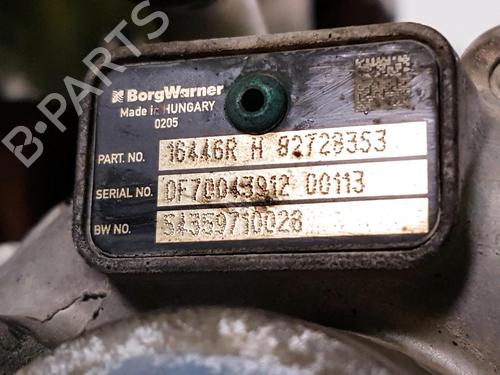 BorgWarner
Made in HUNGARY
0205
PART. NO. 16446R H 82728353
SERIAL NO. 0F70043912 00113
BW NO. 54359710028
B-PARTS